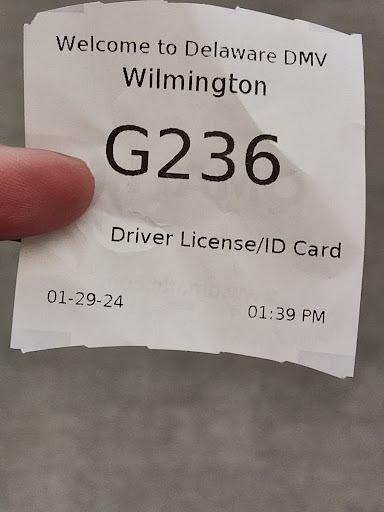 Welcome to Delaware DMV
Wilmington
G236
Driver License/ID Card
01-29-24 01:39 PM